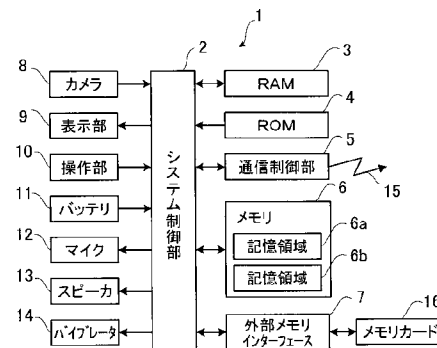 1
2
8
カメラ
3
RAM
9
表示部
4
ROM
10
操作部
5
通信制御部
15
11
バッテリ
システム制御部
6
メモリ
6a
記憶領域
6b
記憶領域
12
マイク
13
スピーカ
14
バイブレータ
7
外部メモリ
インターフェース
16
メモリカード